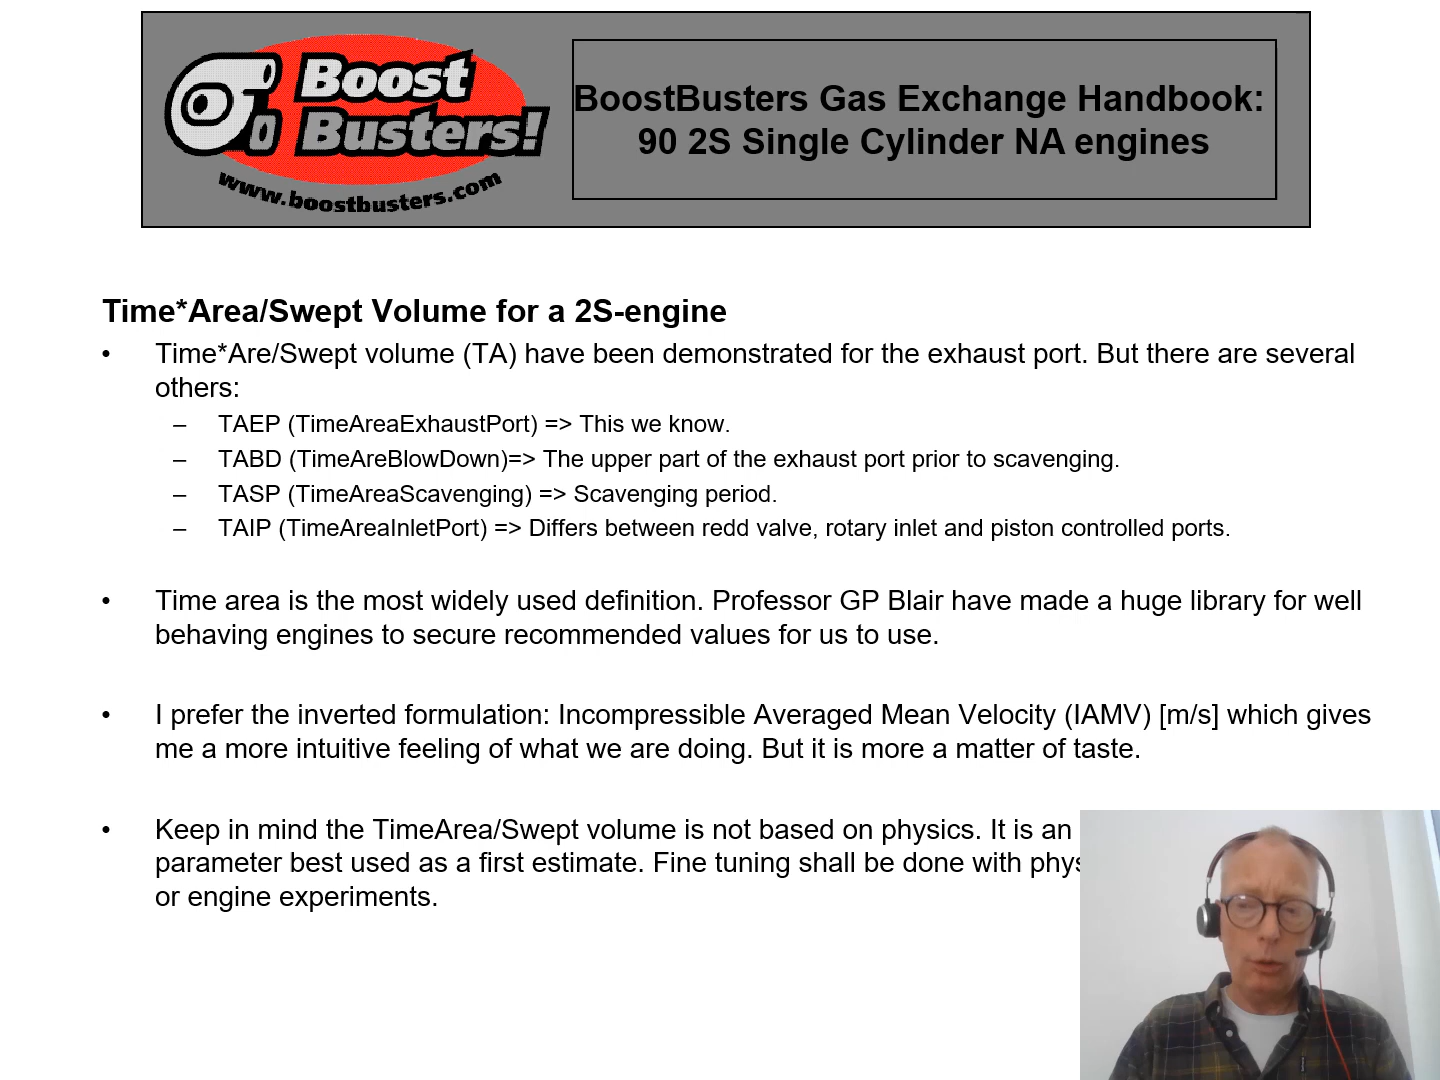 Boost
Busters!
www.boostbusters.com
BoostBusters Gas Exchange Handbook:
90 2S Single Cylinder NA engines
Time*Area/Swept Volume for a 2S-engine
• Time*Are/Swept volume (TA) have been demonstrated for the exhaust port. But there are several
others:
– TAEP (TimeAreaExhaustPort) => This we know.
– TABD (TimeAreBlowDown)=> The upper part of the exhaust port prior to scavenging.
– TASP (TimeAreaScavenging) => Scavenging period.
– TAIP (TimeAreaInletPort) => Differs between redd valve, rotary inlet and piston controlled ports.
• Time area is the most widely used definition. Professor GP Blair have made a huge library for well
behaving engines to secure recommended values for us to use.
• I prefer the inverted formulation: Incompressible Averaged Mean Velocity (IAMV) [m/s] which gives
me a more intuitive feeling of what we are doing. But it is more a matter of taste.
• Keep in mind the TimeArea/Swept volume is not based on physics. It is an
parameter best used as a first estimate. Fine tuning shall be done with
or engine experiments.